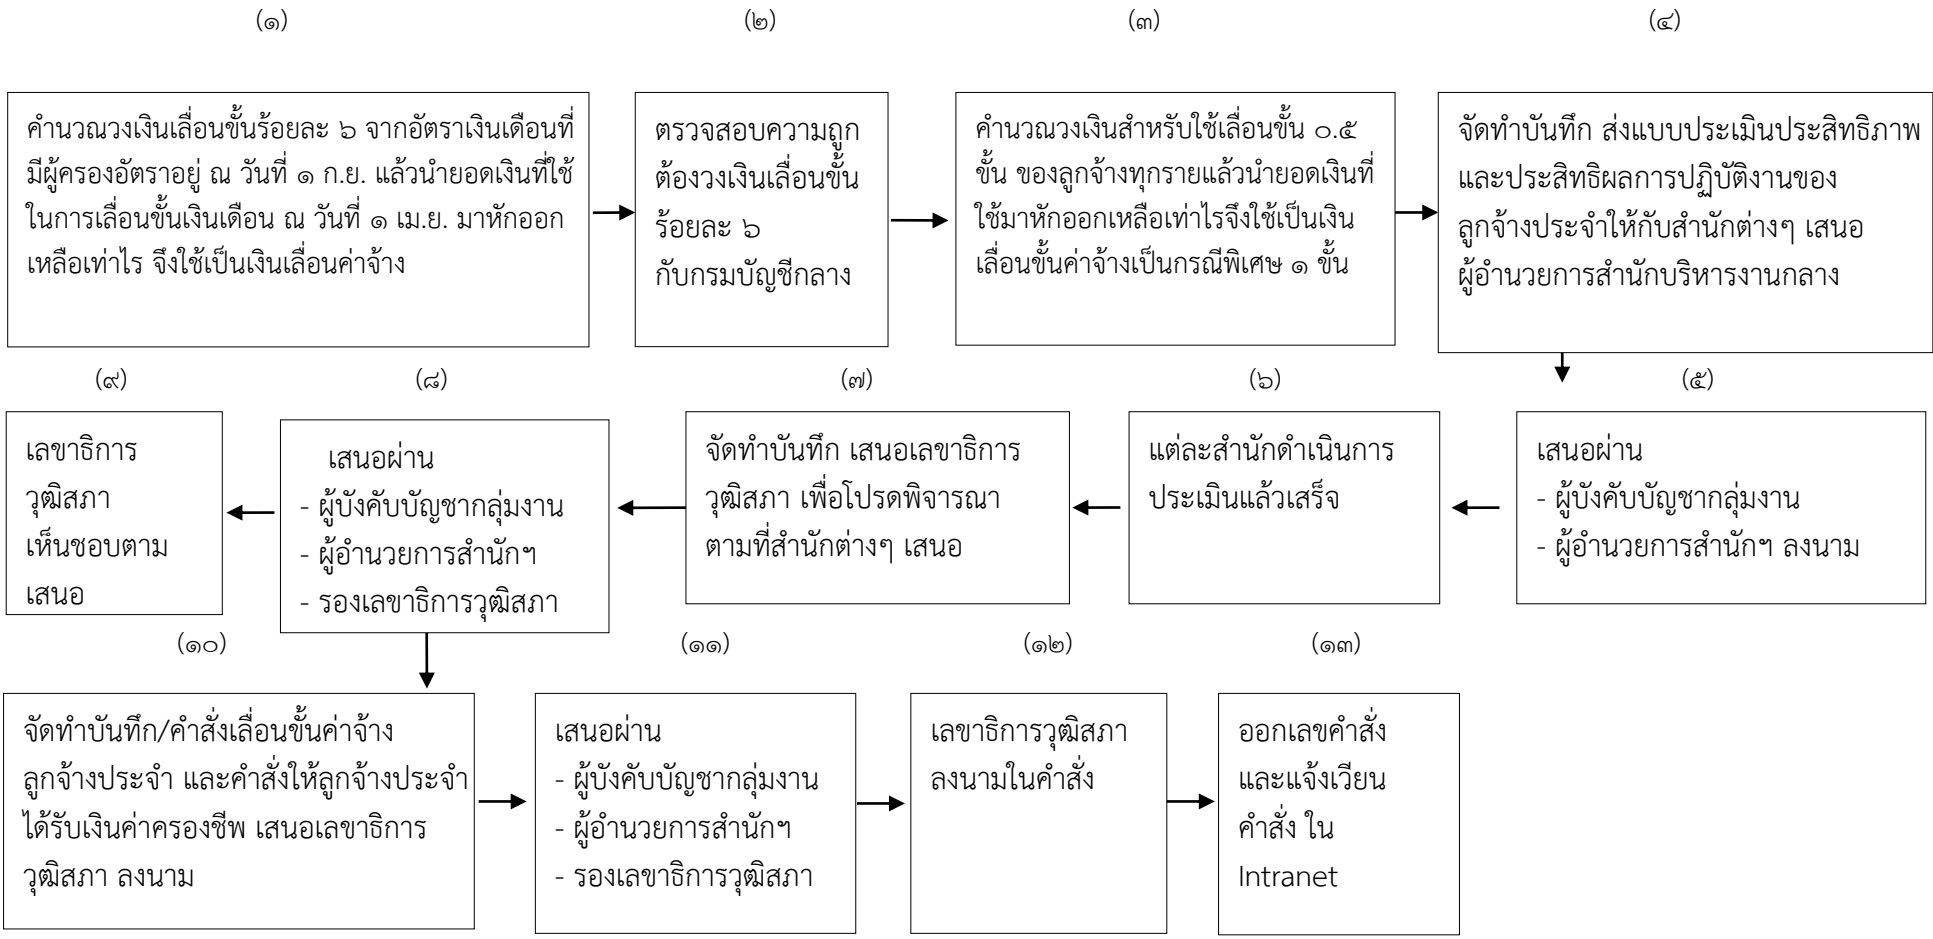 (๑)
คำนวณวงเงินเลื่อนขั้นร้อยละ ๖ จากอัตราเงินเดือนที่
มีผู้ครองอัตราอยู่ ณ วันที่ ๑ ก.ย. แล้วนำยอดเงินที่ใช้
ในการเลื่อนขั้นเงินเดือน ณ วันที่ ๑ เม.ย. มาหักออก
เหลือเท่าไร จึงใช้เป็นเงินเลื่อนค่าจ้าง
(๒)
ตรวจสอบความถูก
ต้องวงเงินเลื่อนขั้น
ร้อยละ ๖
กับกรมบัญชีกลาง
(๓)
คำนวณวงเงินสำหรับใช้เลื่อนขั้น ๐.๕
ขั้น ของลูกจ้างทุกรายแล้วนำยอดเงินที่
ใช้มาหักออกเหลือเท่าไรจึงใช้เป็นเงิน
เลื่อนขั้นค่าจ้างเป็นกรณีพิเศษ ๑ ขั้น
(๔)
จัดทำบันทึก ส่งแบบประเมินประสิทธิภาพ
และประสิทธิผลการปฏิบัติงานของ
ลูกจ้างประจำให้กับสำนักต่างๆ เสนอ
ผู้อำนวยการสำนักบริหารงานกลาง
(๕)
เสนอผ่าน
- ผู้บังคับบัญชากลุ่มงาน
- ผู้อำนวยการสำนักฯ ลงนาม
(๖)
แต่ละสำนักดำเนินการ
ประเมินแล้วเสร็จ
(๗)
จัดทำบันทึก เสนอเลขาธิการ
วุฒิสภา เพื่อโปรดพิจารณา
ตามที่สำนักต่างๆ เสนอ
(๘)
เสนอผ่าน
- ผู้บังคับบัญชากลุ่มงาน
- ผู้อำนวยการสำนักฯ
- รองเลขาธิการวุฒิสภา
(๙)
เลขาธิการ
วุฒิสภา
เห็นชอบตาม
เสนอ
(๑๐)
จัดทำบันทึก/คำสั่งเลื่อนขั้นค่าจ้าง
ลูกจ้างประจำ และคำสั่งให้ลูกจ้างประจำ
ได้รับเงินค่าครองชีพ เสนอเลขาธิการ
วุฒิสภา ลงนาม
(๑๑)
เสนอผ่าน
- ผู้บังคับบัญชากลุ่มงาน
- ผู้อำนวยการสำนักฯ
- รองเลขาธิการวุฒิสภา
(๑๒)
เลขาธิการวุฒิสภา
ลงนามในคำสั่ง
(๑๓)
ออกเลขคำสั่ง
และแจ้งเวียน
คำสั่ง ใน
Intranet